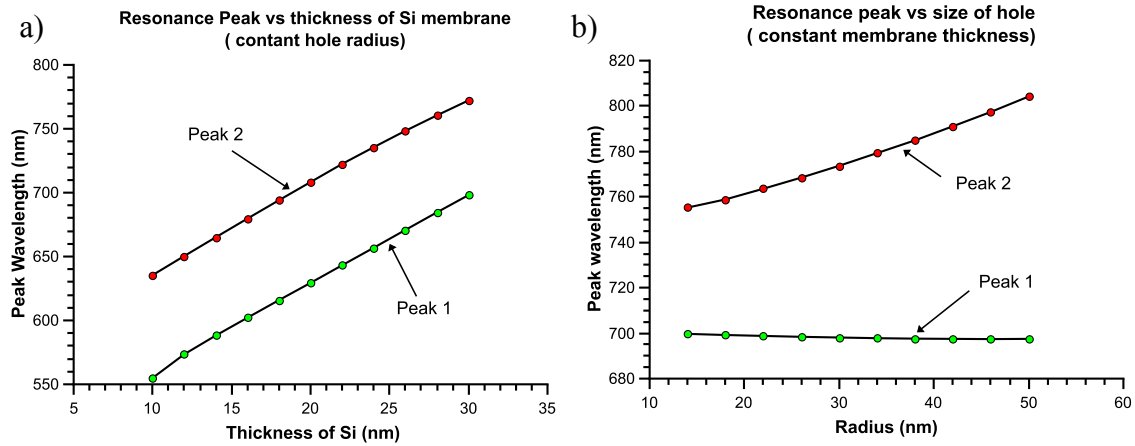 a)
Resonance Peak vs thickness of Si membrane
( contant hole radius)
Peak Wavelength (nm)
800
750
700
650
600
550
Peak 2
Peak 1
5
10
15
20
25
30
35
Thickness of Si (nm)
b)
Resonance peak vs size of hole
( constant membrane thickness)
Peak wavelength (nm)
820
800
780
760
740
720
700
680
Peak 2
Peak 1
10
20
30
40
50
60
Radius (nm)